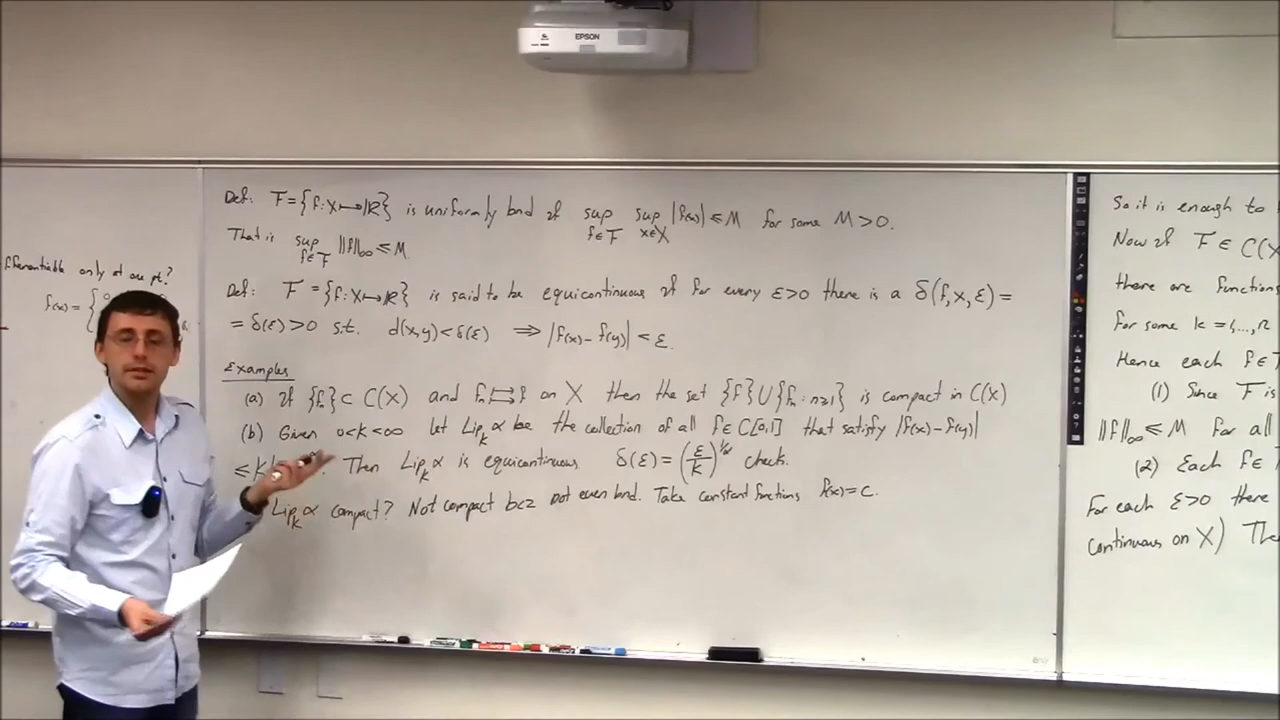 EPSON
fferentiable only at one pt?
f(x) = {
Def: F = {f: X ↦ ℝ} is uniformly bnd if sup f∈F sup x∈X |f(x)| ≤ M for some M > 0.
That is sup f∈F ||f||∞ ≤ M.
Def: F = {f: X ↦ ℝ} is said to be equicontinuous if for every ε>0 there is a δ(f, x, ε) =
= δ(ε) > 0 s.t. d(x,y) < δ(ε) ⟹ |f(x) - f(y)| < ε.
Examples
(a) If {fn} ⊂ C(X) and fn ⇉ f on X then the set {f} ∪ {fn : n≥1} is compact in C(X)
(b) Given 0<K<∞ let Lip_K α be the collection of all f∈C[0,1] that satisfy |f(x) - f(y)|
≤ K Then Lip_K α is equicontinuous δ(ε) = (ε/K)^{1/α} check.
Lip_K α compact? Not compact bcz not even bnd. Take constant functions f(x) = c.
So it is enough to
Now if F ∈ C(X
there are function
for some k = 1,...,n
Hence each f∈
(1) Since F is
||f||∞ ≤ M for all
(2) Each f∈
For each ε>0 there
continuous on X) The